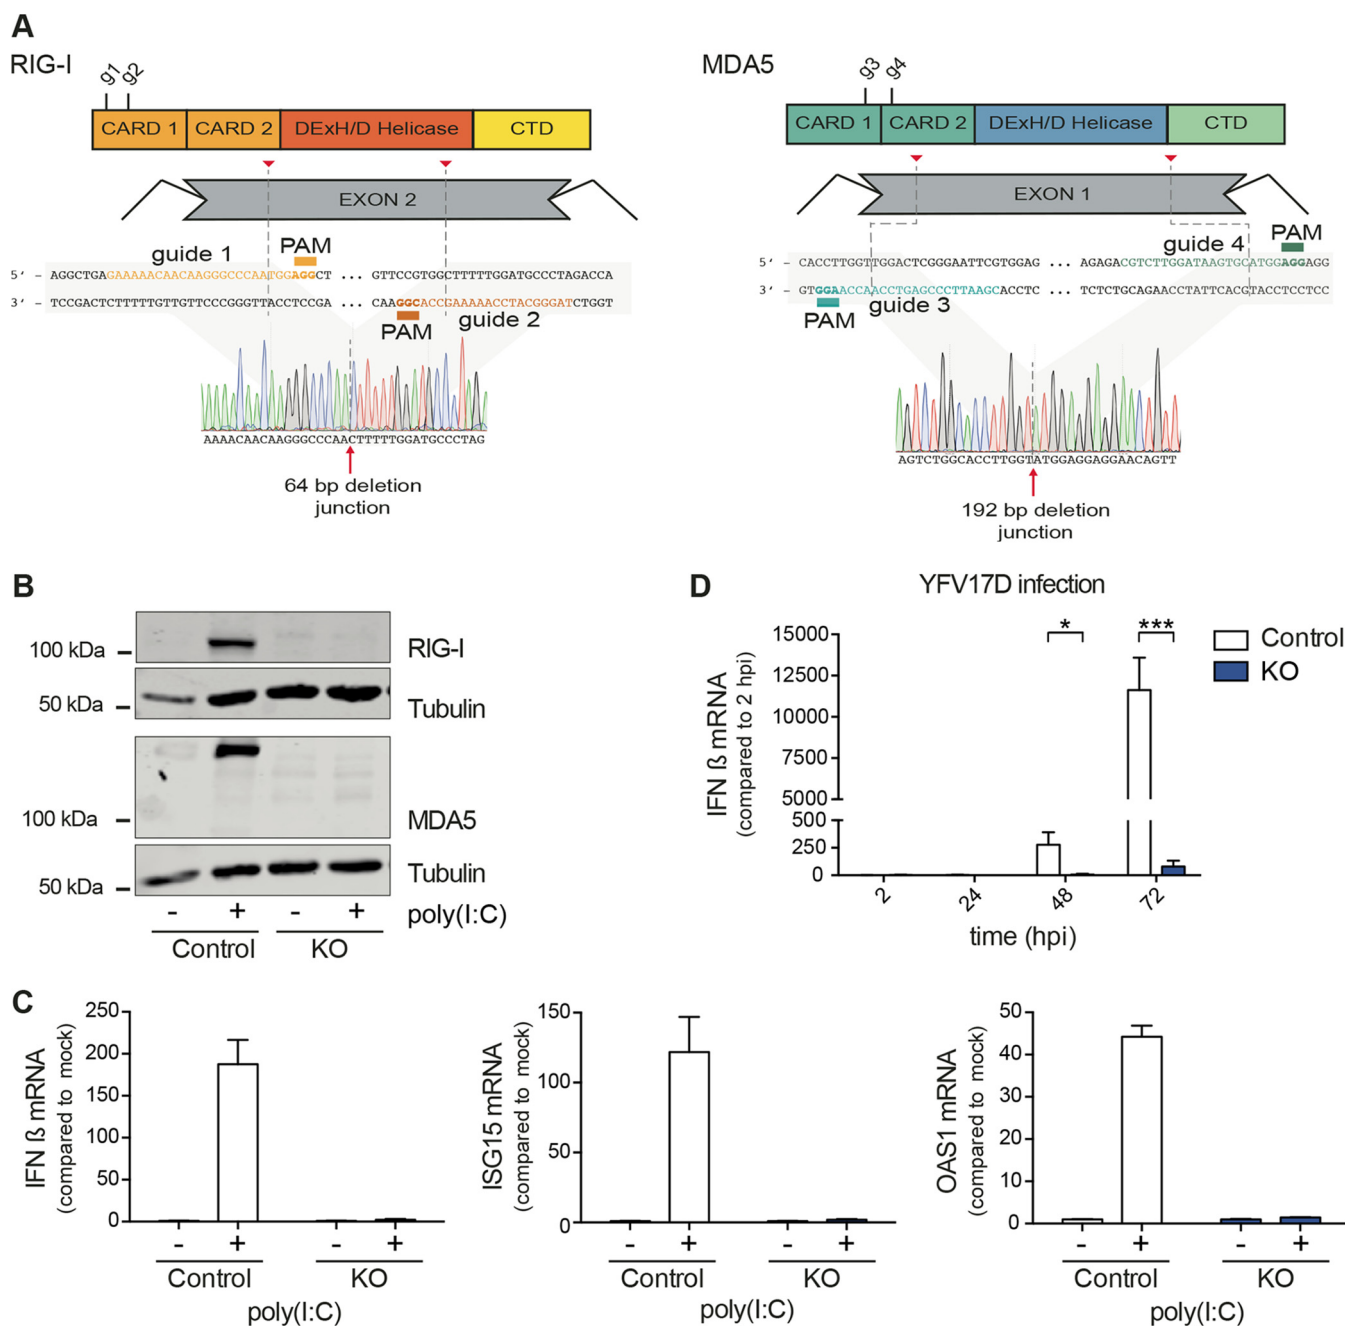 A
RIG-I
g1 g2
CARD 1 CARD 2 DExH/D Helicase CTD
EXON 2
guide 1 PAM
5' – AGGCTGAGAAAAACAACAAGGGCCCAATGGAGGCT ... GTTCCGTGGCTTTTTGGATGCCCTAGACCA
3' – TCCGACTCTTTTTGTTGTTCCCGGGTTACCTCCGA ... CAAGGCACCGAAAAACCTACGGGATCTGGT
PAM guide 2
AAAACAACAAGGGCCCAACTTTTTGGATGCCCTAG
64 bp deletion
junction
MDA5
g3 g4
CARD 1 CARD 2 DExH/D Helicase CTD
EXON 1
guide 4 PAM
5' – CACCTTGGTTGGACTCGGGAATTCGTGGAG ... AGAGACGTCTTGGATAAGTGCATGGAGGAGG
3' – GTGGAACCAACCTGAGCCCTTAAGCACCTC ... TCTCTGCAGAACCTATTCACGTACCTCCTCC
PAM guide 3
AGTCTGGCACCTTGGTATGGAGGAGGAACAGTT
192 bp deletion
junction
B
100 kDa RIG-I
50 kDa Tubulin
100 kDa MDA5
50 kDa Tubulin
- + - + poly(I:C)
Control KO
D
YFV17D infection
IFN ß mRNA
(compared to 2 hpi)
15000
12500
10000
7500
5000
500
250
0
* ***
Control
KO
2 24 48 72
time (hpi)
C
IFN ß mRNA
(compared to mock)
250
200
150
100
50
0
- + - +
Control KO
poly(I:C)
ISG15 mRNA
(compared to mock)
150
100
50
0
- + - +
Control KO
poly(I:C)
OAS1 mRNA
(compared to mock)
50
40
30
20
10
0
- + - +
Control KO
poly(I:C)